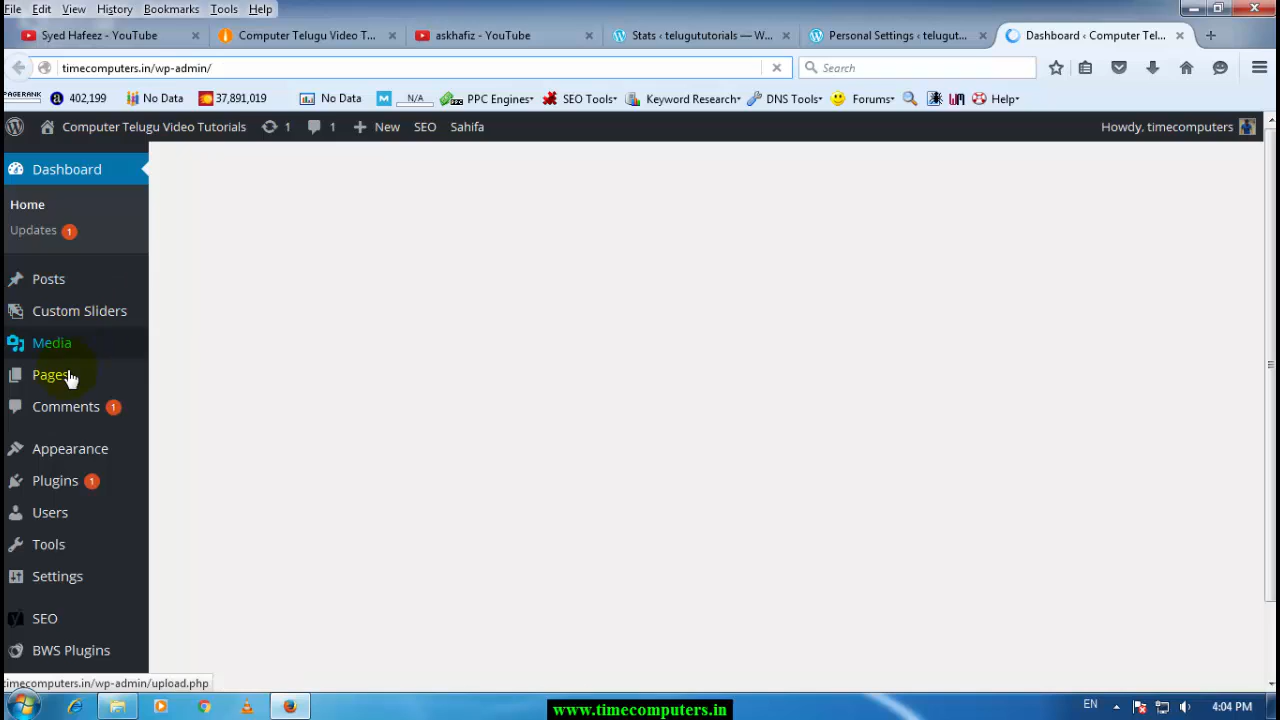 File Edit View History Bookmarks Tools Help
Syed Hafeez - YouTube × Computer Telugu Video T... × askhafiz - YouTube × Stats ‹ telugututorials — W... × Personal Settings ‹ telugut... × Dashboard ‹ Computer Tel... ×
timecomputers.in/wp-admin/ Search
PAGERANK 402,199 No Data 37,891,019 No Data N/A PPC Engines SEO Tools Keyword Research DNS Tools Forums Help
Computer Telugu Video Tutorials 1 1 New SEO Sahifa Howdy, timecomputers
Dashboard
Home
Updates 1
Posts
Custom Sliders
Media
Pages
Comments 1
Appearance
Plugins 1
Users
Tools
Settings
SEO
BWS Plugins
timecomputers.in/wp-admin/upload.php
www.timecomputers.in EN 4:04 PM